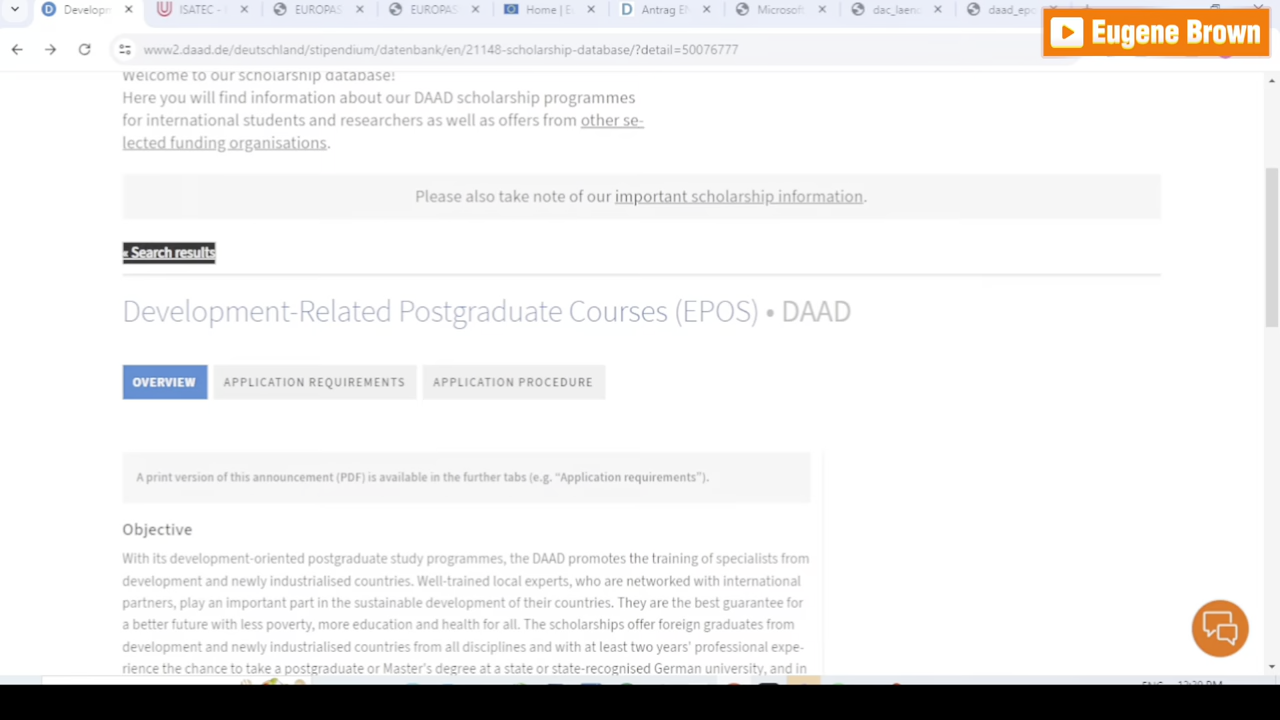 Developm
ISATEC -
EUROPAS
EUROPAS
Home | E
Antrag E
Microsoft
dac_laen
daad_epo
www2.daad.de/deutschland/stipendium/datenbank/en/21148-scholarship-database/?detail=50076777
Eugene Brown
Welcome to our scholarship database!
Here you will find information about our DAAD scholarship programmes
for international students and researchers as well as offers from other se-
lected funding organisations.
Please also take note of our important scholarship information.
« Search results
Development-Related Postgraduate Courses (EPOS) • DAAD
OVERVIEW
APPLICATION REQUIREMENTS
APPLICATION PROCEDURE
A print version of this announcement (PDF) is available in the further tabs (e.g. “Application requirements”).
Objective
With its development-oriented postgraduate study programmes, the DAAD promotes the training of specialists from
development and newly industrialised countries. Well-trained local experts, who are networked with international
partners, play an important part in the sustainable development of their countries. They are the best guarantee for
a better future with less poverty, more education and health for all. The scholarships offer foreign graduates from
development and newly industrialised countries from all disciplines and with at least two years' professional expe-
rience the chance to take a postgraduate or Master's degree at a state or state-recognised German university, and in